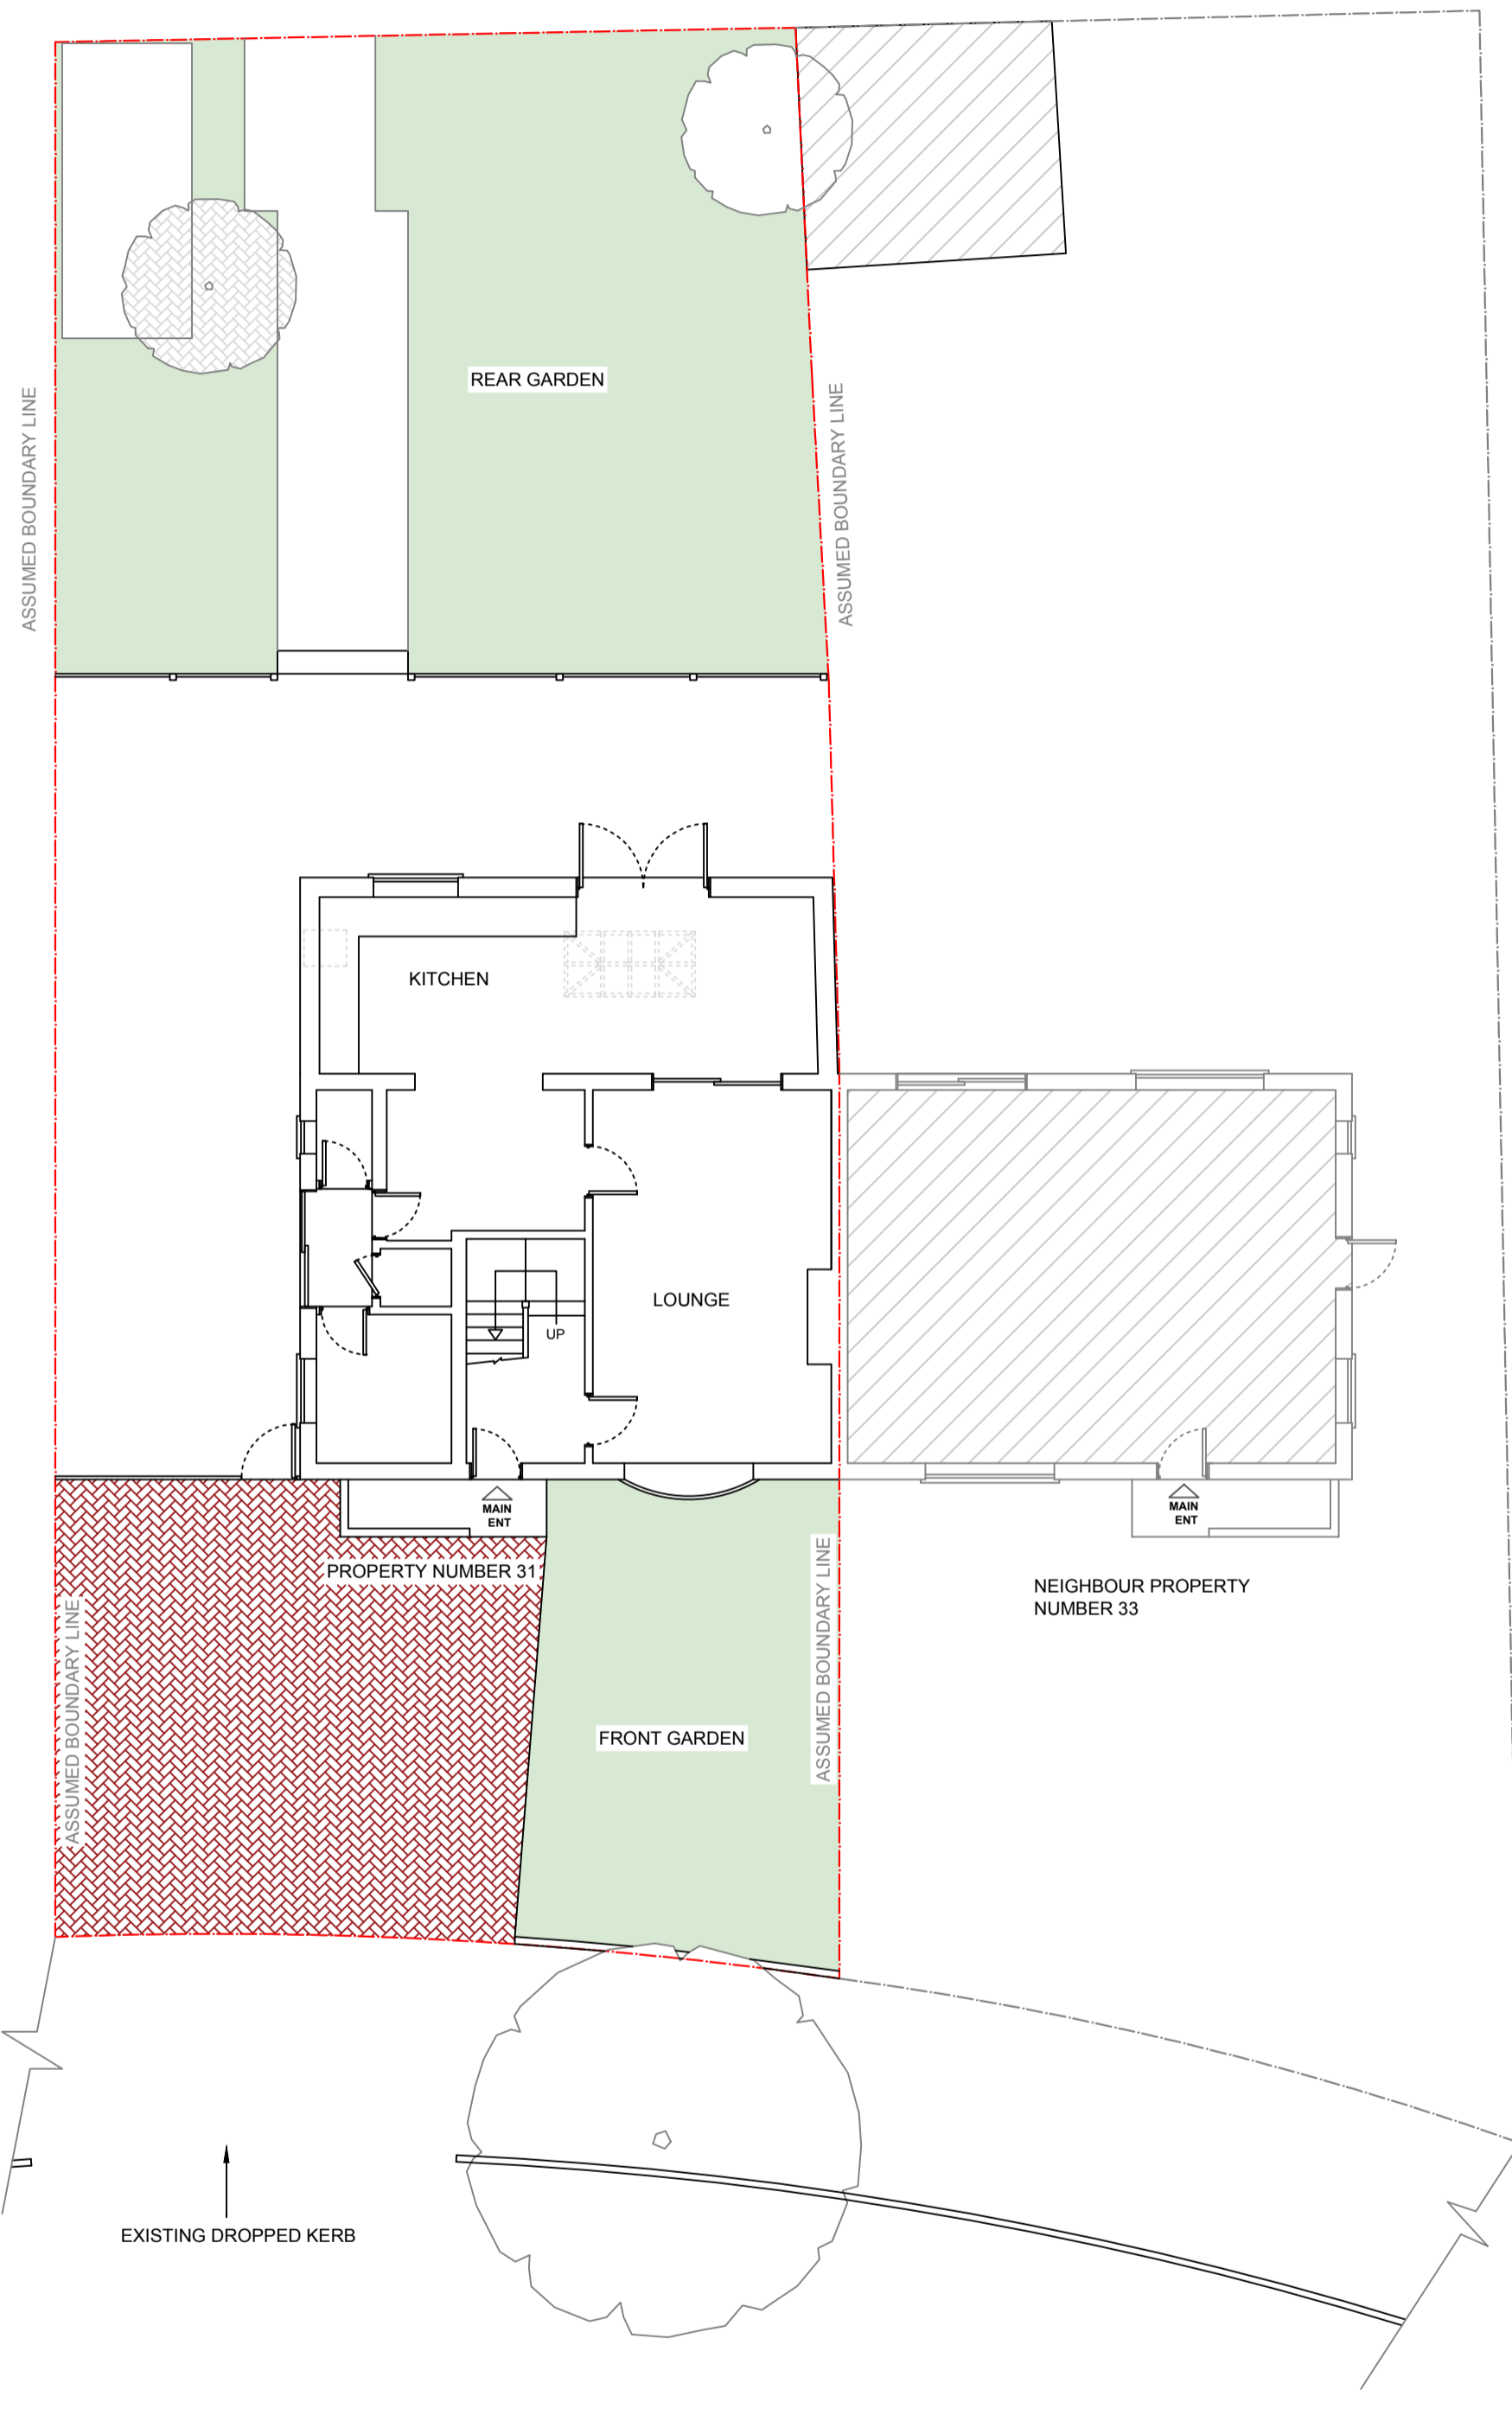 REAR GARDEN
ASSUMED BOUNDARY LINE
ASSUMED BOUNDARY LINE
KITCHEN
LOUNGE
UP
MAIN
ENT
MAIN
ENT
PROPERTY NUMBER 31
NEIGHBOUR PROPERTY
NUMBER 33
ASSUMED BOUNDARY LINE
ASSUMED BOUNDARY LINE
FRONT GARDEN
EXISTING DROPPED KERB